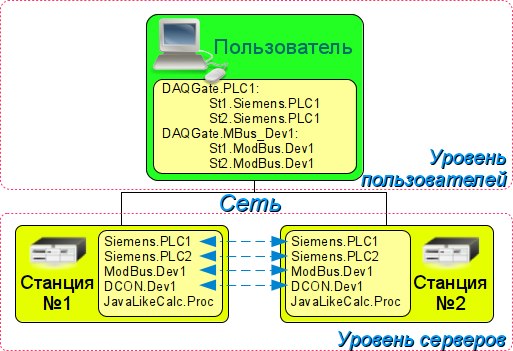 Пользователь
DAQGate.PLC1:
St1.Siemens.PLC1
St2.Siemens.PLC1
DAQGate.MBus_Dev1:
St1.ModBus.Dev1
St2.ModBus.Dev1
Уровень
пользователей
Сеть
Станция
№1
Siemens.PLC1
Siemens.PLC2
ModBus.Dev1
DCON.Dev1
JavaLikeCalc.Proc
Siemens.PLC1
Siemens.PLC2
ModBus.Dev1
DCON.Dev1
JavaLikeCalc.Proc
Станция
№2
Уровень серверов